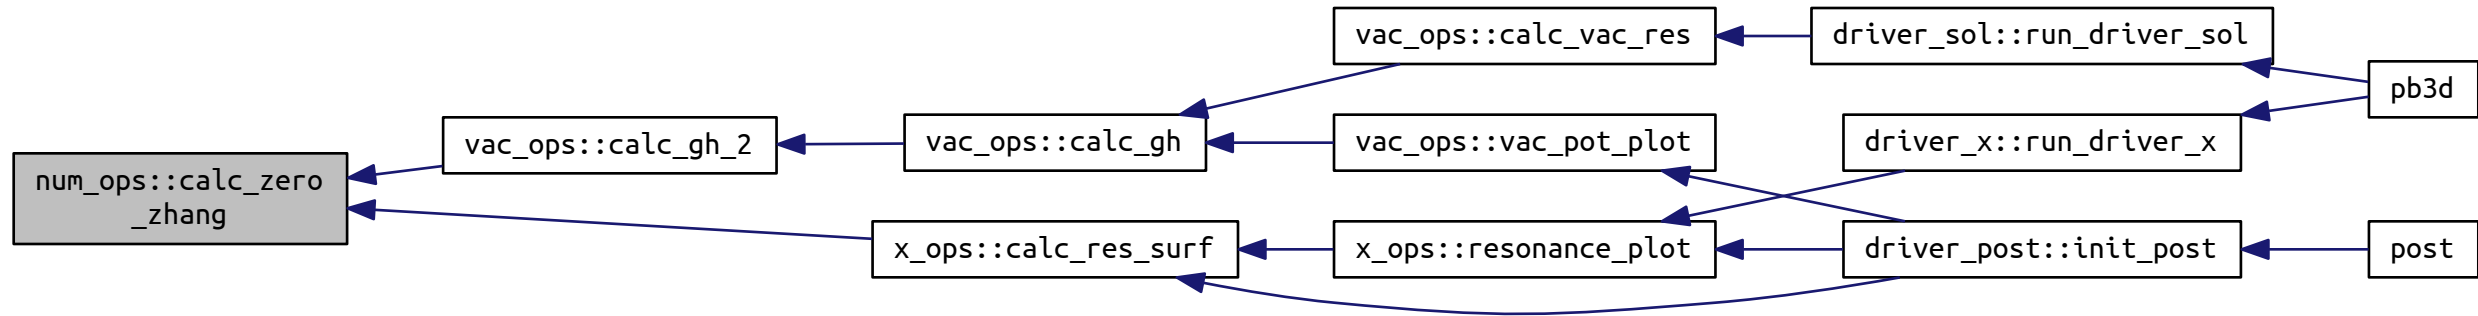 num_ops::calc_zero
_zhang
vac_ops::calc_gh_2
vac_ops::calc_gh
x_ops::calc_res_surf
vac_ops::calc_vac_res
vac_ops::vac_pot_plot
x_ops::resonance_plot
driver_sol::run_driver_sol
driver_x::run_driver_x
driver_post::init_post
pb3d
post